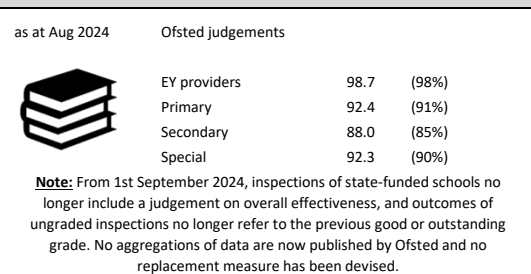 as at Aug 2024 Ofsted judgements
EY providers 98.7 (98%)
Primary 92.4 (91%)
Secondary 88.0 (85%)
Special 92.3 (90%)
Note: From 1st September 2024, inspections of state-funded schools no
longer include a judgement on overall effectiveness, and outcomes of
ungraded inspections no longer refer to the previous good or outstanding
grade. No aggregations of data are now published by Ofsted and no
replacement measure has been devised.